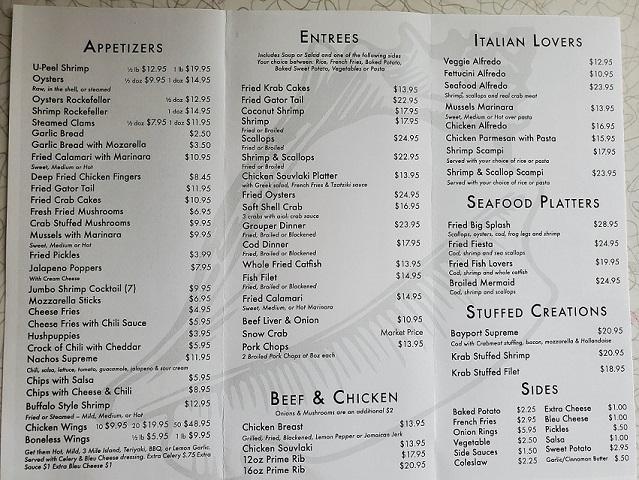 APPETIZERS
U-Peel Shrimp ½ lb $12.95 1 lb $19.95
Oysters ½ doz $9.95 1 doz $14.95
Raw, in the shell, or steamed
Oysters Rockefeller ½ doz $12.95
Shrimp Rockefeller 1 doz $14.95
Steamed Clams ½ doz $7.95 1 doz $11.95
Garlic Bread $2.50
Garlic Bread with Mozarella $3.50
Fried Calamari with Marinara $10.95
Sweet, Medium or Hot
Deep Fried Chicken Fingers $8.45
Fried Gator Tail $11.95
Fried Crab Cakes $10.95
Fresh Fried Mushrooms $6.95
Crab Stuffed Mushrooms $9.95
Mussels with Marinara $9.95
Sweet, Medium or Hot
Fried Pickles $3.99
Jalapeno Poppers $7.95
With Cream Cheese
Jumbo Shrimp Cocktail (7) $9.95
Mozzarella Sticks $6.95
Cheese Fries $4.95
Cheese Fries with Chili Sauce $5.95
Hushpuppies $3.95
Crock of Chili with Cheddar $5.95
Nachos Supreme $11.95
Chili, salsa, lettuce, tomato, guacamole, jalapeno & sour cream
Chips with Salsa $5.95
Chips with Cheese & Chili $8.95
Buffalo Style Shrimp $12.95
Fried or Steamed – Mild, Medium, or Hot
Chicken Wings 10 $9.95 20 $19.95 50 $48.95
Boneless Wings ½ lb $5.95 1 lb $9.95
Get them Hot, Mild, 3 Mile Island, Teriyaki, BBQ, or Lemon Garlic.
Served with Celery & Bleu Cheese dressing. Extra Celery $.75 Extra
Sauce $1 Extra Bleu Cheese $1
ENTREES
Includes Soup or Salad and one of the following sides
Your choice between: Rice, French Fries, Baked Potato,
Baked Sweet Potato, Vegetables or Pasta
Fried Krab Cakes $13.95
Fried Gator Tail $22.95
Coconut Shrimp $17.95
Shrimp $17.95
Fried or Broiled
Scallops $24.95
Fried or Broiled
Shrimp & Scallops $22.95
Fried or Broiled
Chicken Souvlaki Platter $13.95
with Greek salad, French Fries & Tzatziki sauce
Fried Oysters $24.95
Soft Shell Crab $16.95
3 crabs with aioli crab sauce
Grouper Dinner $23.95
Fried, Broiled or Blackened
Cod Dinner $17.95
Fried, Broiled or Blackened
Whole Fried Catfish $13.95
Fish Filet $14.95
Fried, Broiled or Blackened
Fried Calamari $14.95
Sweet, Medium, or Hot Marinara
Beef Liver & Onion $10.95
Snow Crab Market Price
Pork Chops $13.95
2 Broiled Pork Chops at 8oz each
BEEF & CHICKEN
Onions & Mushrooms are an additional $2
Chicken Breast $13.95
Grilled, Fried, Blackened, Lemon Pepper or Jamaican Jerk
Chicken Souvlaki $13.95
12oz Prime Rib $17.95
16oz Prime Rib $20.95
ITALIAN LOVERS
Veggie Alfredo $12.95
Fettucini Alfredo $10.95
Seafood Alfredo $23.95
Shrimp, scallops and real crab meat
Mussels Marinara $13.95
Sweet, Medium or Hot over pasta
Chicken Alfredo $16.95
Chicken Parmesan with Pasta $15.95
Shrimp Scampi $17.95
Served with your choice of rice or pasta
Shrimp & Scallop Scampi $23.95
Served with your choice of rice or pasta
SEAFOOD PLATTERS
Fried Big Splash $28.95
Scallops, oysters, cod, frog legs and shrimp
Fried Fiesta $24.95
Cod, shrimp and sea scallops
Fried Fish Lovers $19.95
Cod, shrimp and whole catfish
Broiled Mermaid $24.95
Cod, shrimp and scallops
STUFFED CREATIONS
Bayport Supreme $20.95
Cod with Crabmeat stuffing, bacon, mozzarella & Hollandaise
Krab Stuffed Shrimp $20.95
Krab Stuffed Filet $18.95
SIDES
Baked Potato $2.25 Extra Cheese $1.00
French Fries $2.95 Bleu Cheese $1.00
Onion Rings $5.95 Pickles $.50
Vegetable $2.50 Salsa $1.00
Side Sauces $1.50 Sweet Potato $2.95
Coleslaw $2.25 Garlic/Cinnamon Butter $.50